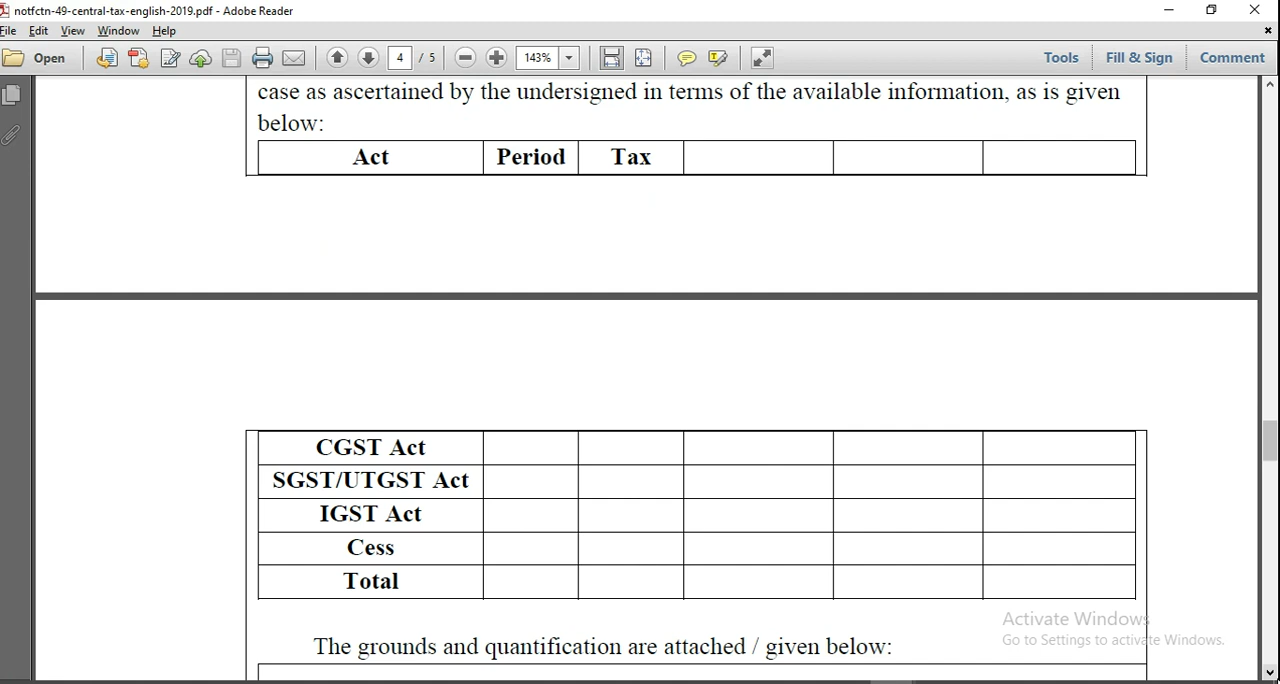 notfctn-49-central-tax-english-2019.pdf - Adobe Reader
File Edit View Window Help
Open 4 / 5 143% Tools Fill & Sign Comment
case as ascertained by the undersigned in terms of the available information, as is given
below:
Act Period Tax
CGST Act
SGST/UTGST Act
IGST Act
Cess
Total
Activate Windows
Go to Settings to activate Windows.
The grounds and quantification are attached / given below: